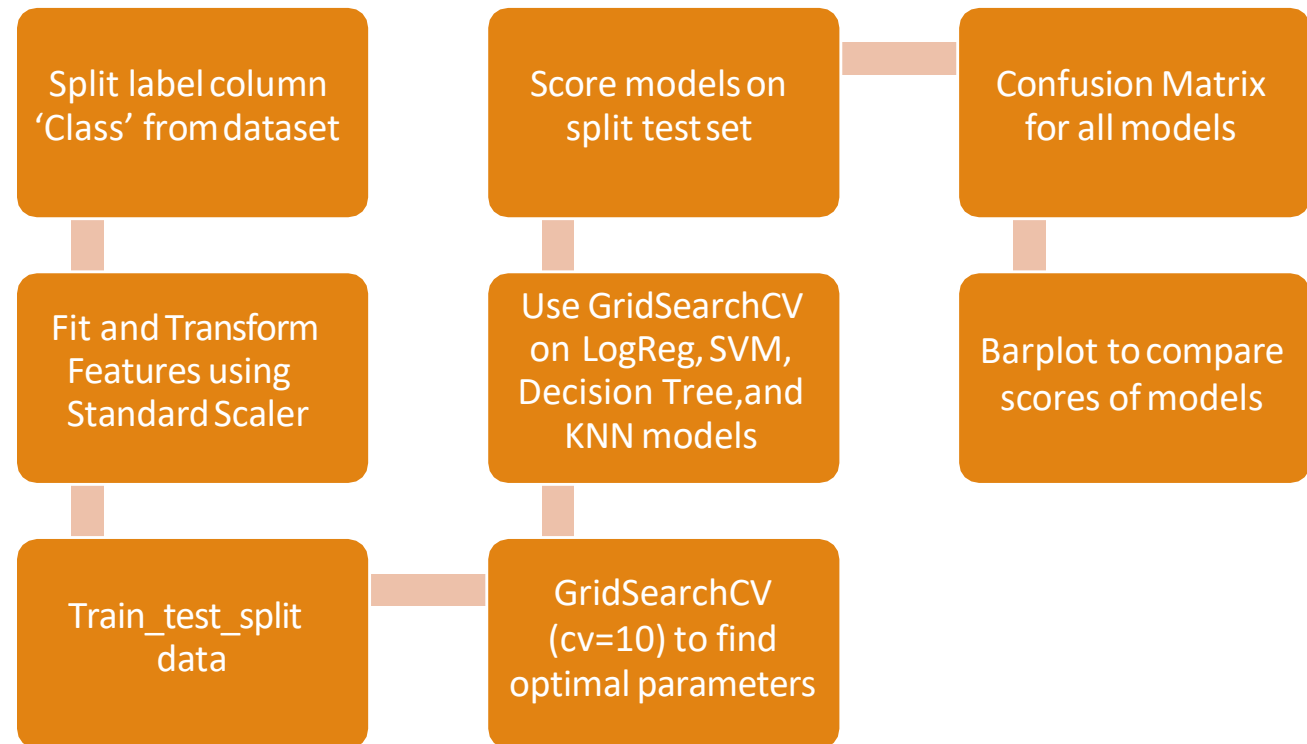 Split label column
‘Class’ from dataset
Fit and Transform
Features using
Standard Scaler
Train_test_split
data
GridSearchCV
(cv=10) to find
optimal parameters
Use GridSearchCV
on LogReg, SVM,
Decision Tree,and
KNN models
Score models on
split test set
Confusion Matrix
for all models
Barplot to compare
scores of models